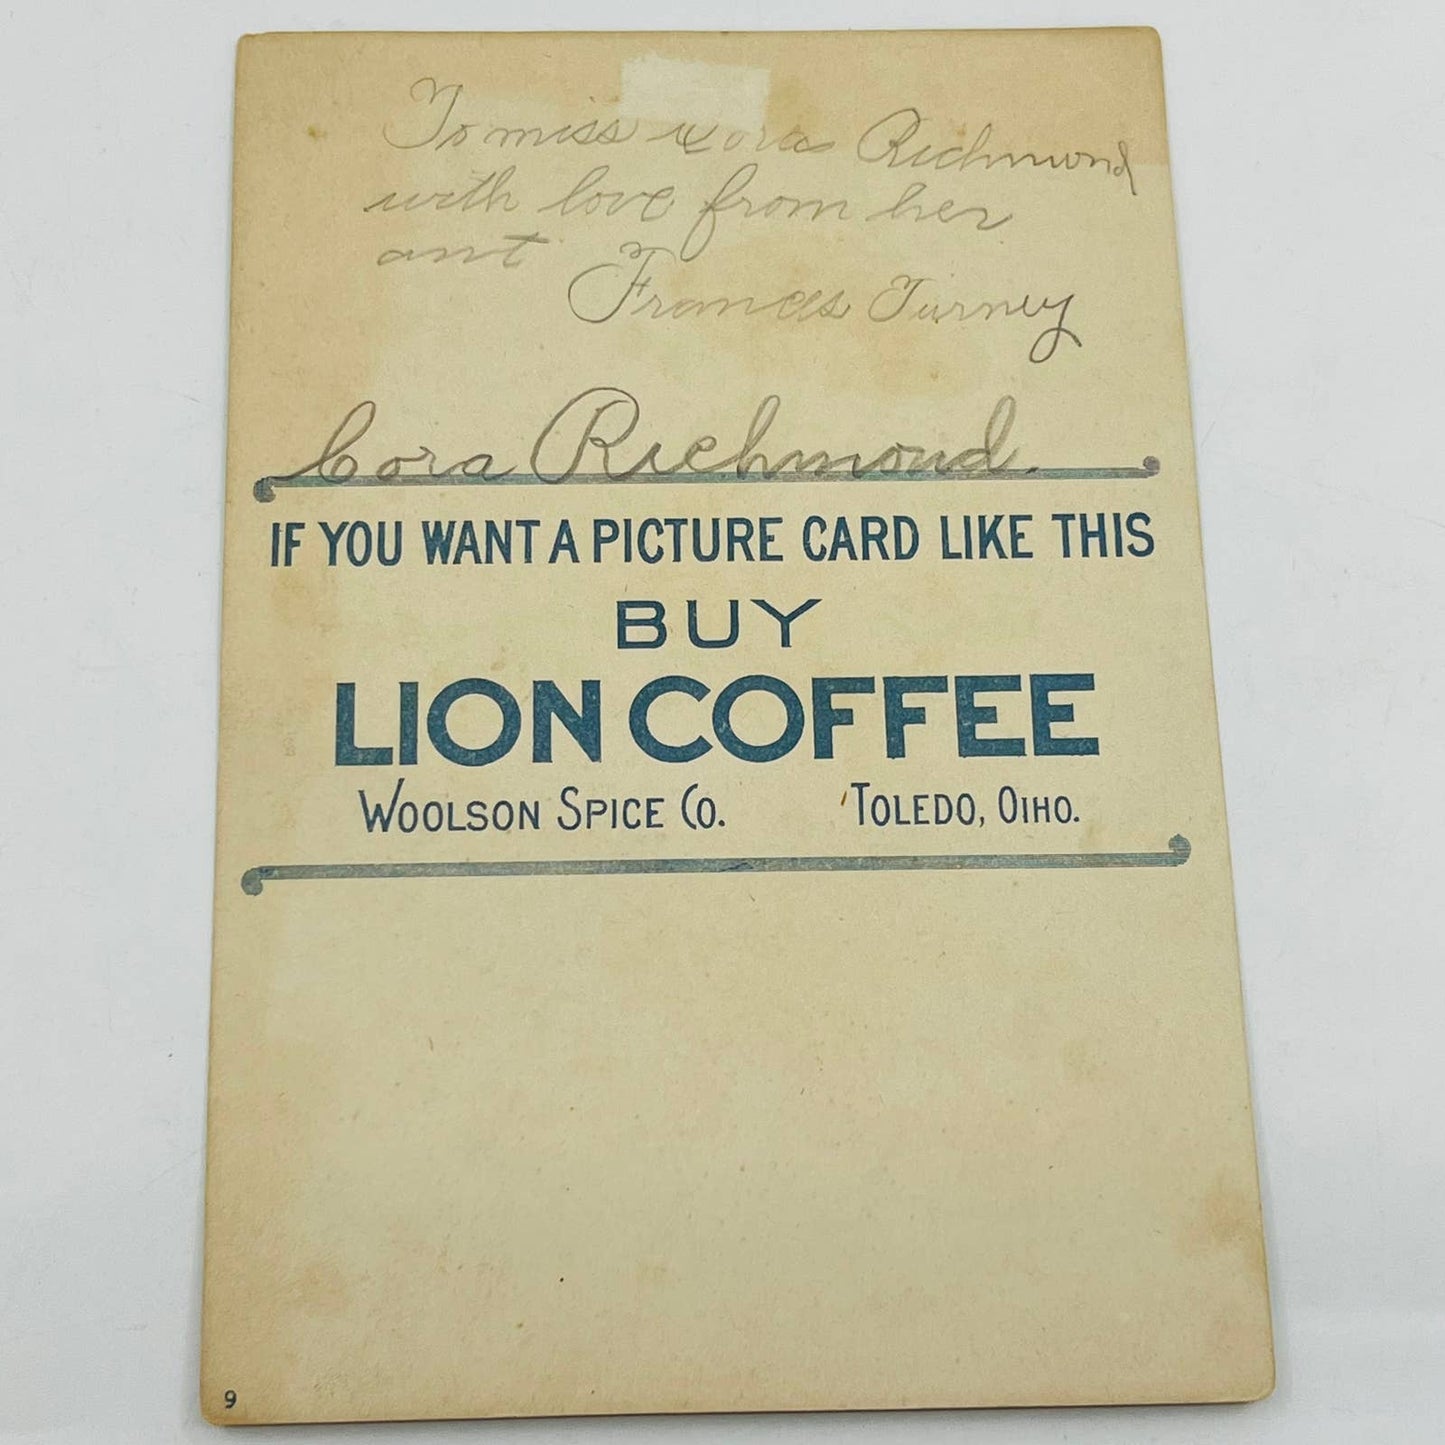 To miss Cora Richmond
with love from her
ant
Frances Turney
Cora Richmond.
IF YOU WANT A PICTURE CARD LIKE THIS
BUY
LION COFFEE
WOOLSON SPICE CO. TOLEDO, OIHO.
9